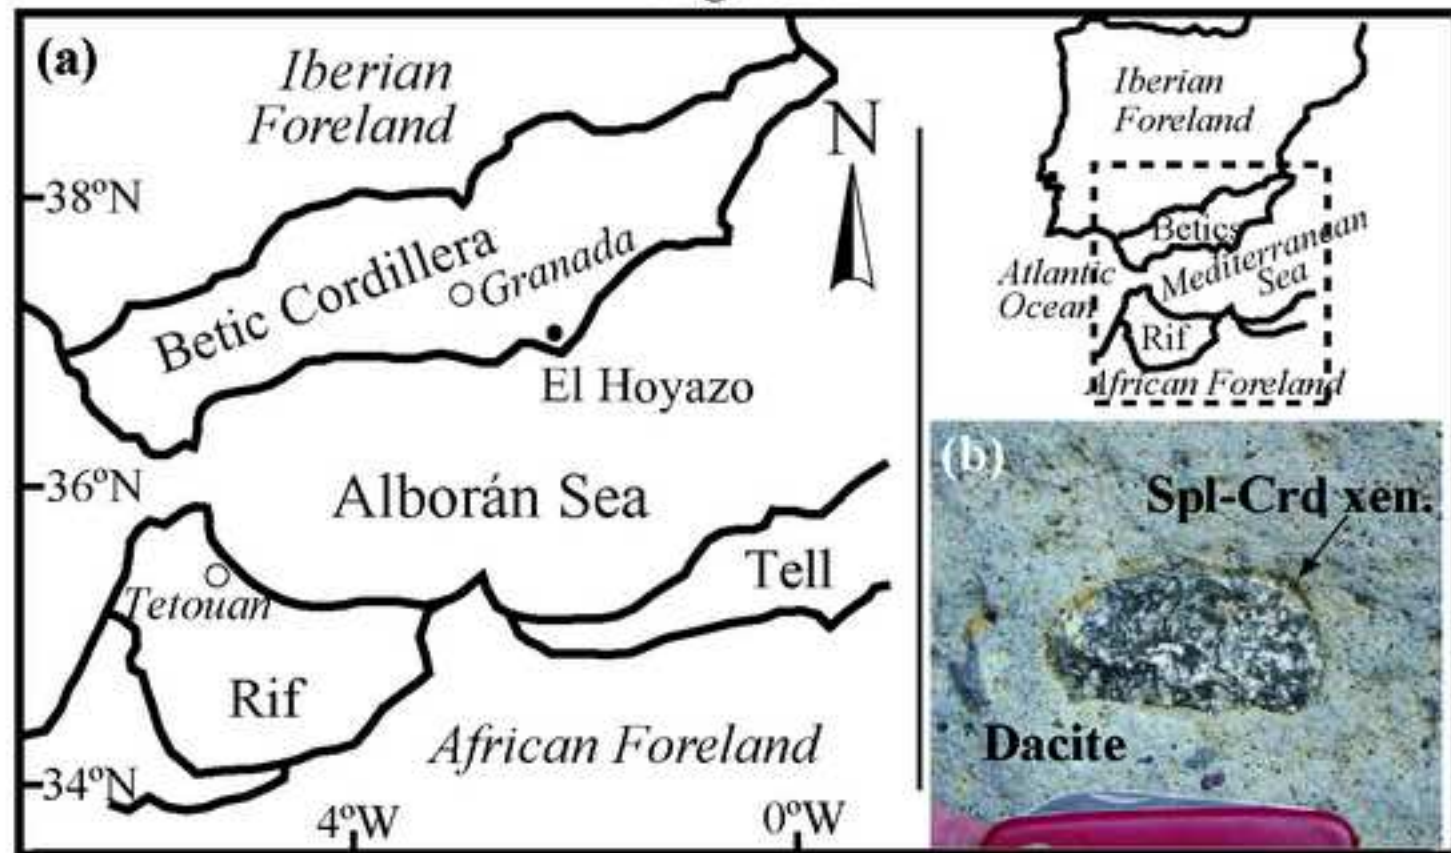 (a)
Iberian
Foreland
N
38ºN
Betic Cordillera
Granada
El Hoyazo
36ºN
Alborán Sea
Tell
Tetouan
Rif
African Foreland
34ºN
4ºW
0ºW
Iberian
Foreland
Betics
Mediterranean
Sea
Atlantic
Ocean
Rif
African Foreland
(b)
Spl-Crd xen.
Dacite